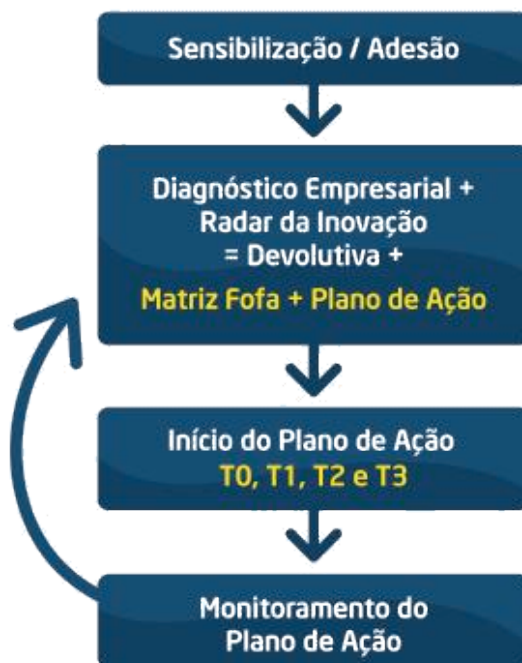 Sensibilização / Adesão
Diagnóstico Empresarial +
Radar da Inovação
= Devolutiva +
Matriz Fofa + Plano de Ação
Início do Plano de Ação
T0, T1, T2 e T3
Monitoramento do
Plano de Ação